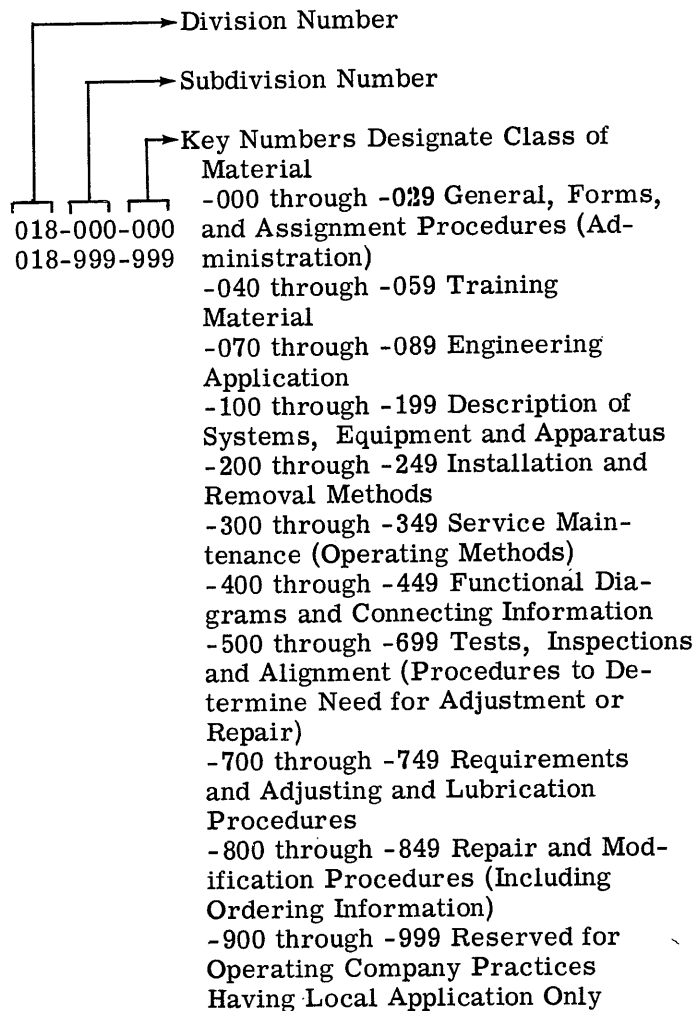 Division Number
Subdivision Number
Key Numbers Designate Class of
Material
-000 through -029 General, Forms,
018-000-000 and Assignment Procedures (Ad-
018-999-999 ministration)
-040 through -059 Training
Material
-070 through -089 Engineering
Application
-100 through -199 Description of
Systems, Equipment and Apparatus
-200 through -249 Installation and
Removal Methods
-300 through -349 Service Main-
tenance (Operating Methods)
-400 through -449 Functional Dia-
grams and Connecting Information
-500 through -699 Tests, Inspections
and Alignment (Procedures to De-
termine Need for Adjustment or
Repair)
-700 through -749 Requirements
and Adjusting and Lubrication
Procedures
-800 through -849 Repair and Mod-
ification Procedures (Including
Ordering Information)
-900 through -999 Reserved for
Operating Company Practices
Having Local Application Only